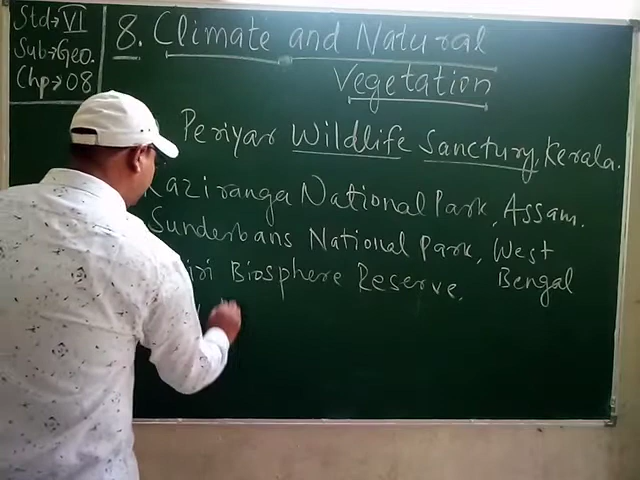 Std→VI
Sub→Geo.
Chp→08
8. Climate and Natural
Vegetation
Periyar Wildlife Sanctury, Kerala.
Kaziranga National Park, Assam.
Sunderbans National Park, West
Bengal
Biosphere Reserve.